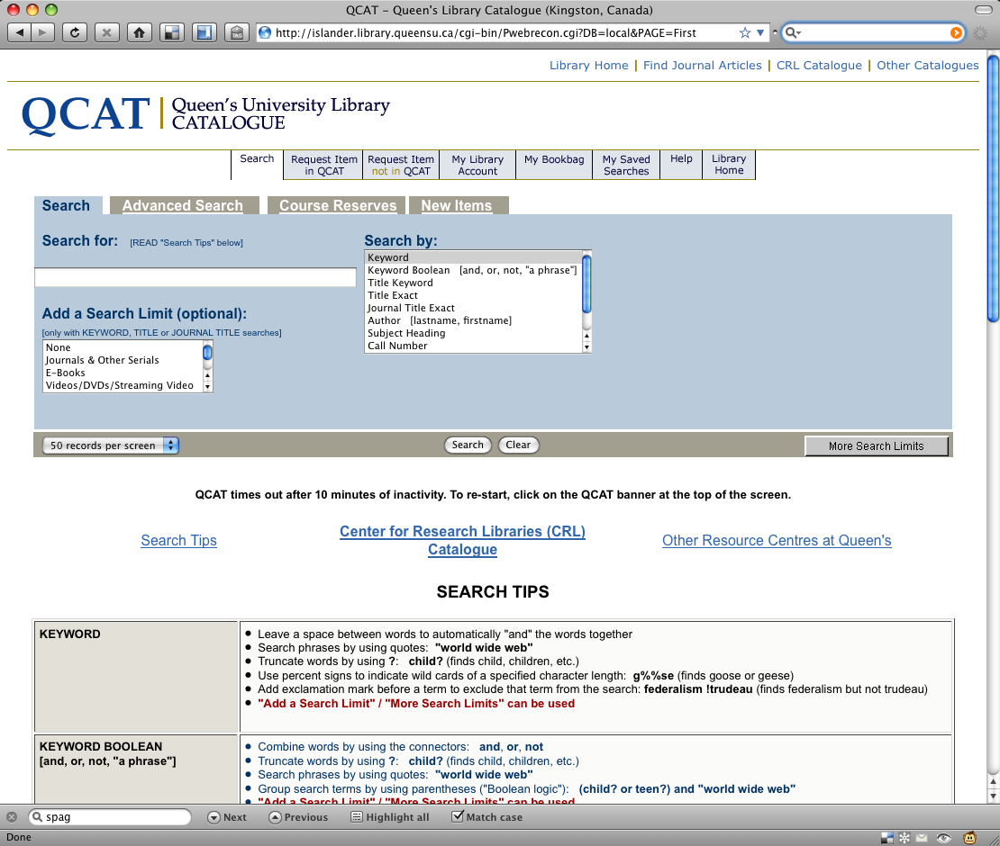 QCAT – Queen's Library Catalogue (Kingston, Canada)
http://islander.library.queensu.ca/cgi-bin/Pwebrecon.cgi?DB=local&PAGE=First
Library Home | Find Journal Articles | CRL Catalogue | Other Catalogues
QCAT | Queen's University Library
CATALOGUE
Search
Request Item
in QCAT
Request Item
not in QCAT
My Library
Account
My Bookbag
My Saved
Searches
Help
Library
Home
Search Advanced Search Course Reserves New Items
Search for: [READ "Search Tips" below]
Search by:
Keyword
Keyword Boolean [and, or, not, "a phrase"]
Title Keyword
Title Exact
Journal Title Exact
Author [lastname, firstname]
Subject Heading
Call Number
Add a Search Limit (optional):
[only with KEYWORD, TITLE or JOURNAL TITLE searches]
None
Journals & Other Serials
E-Books
Videos/DVDs/Streaming Video
50 records per screen Search Clear More Search Limits
QCAT times out after 10 minutes of inactivity. To re-start, click on the QCAT banner at the top of the screen.
Search Tips
Center for Research Libraries (CRL)
Catalogue
Other Resource Centres at Queen's
SEARCH TIPS
KEYWORD
• Leave a space between words to automatically "and" the words together
• Search phrases by using quotes: "world wide web"
• Truncate words by using ?: child? (finds child, children, etc.)
• Use percent signs to indicate wild cards of a specified character length: g%%se (finds goose or geese)
• Add exclamation mark before a term to exclude that term from the search: federalism !trudeau (finds federalism but not trudeau)
• "Add a Search Limit" / "More Search Limits" can be used
KEYWORD BOOLEAN
[and, or, not, "a phrase"]
• Combine words by using the connectors: and, or, not
• Truncate words by using ?: child? (finds child, children, etc.)
• Search phrases by using quotes: "world wide web"
• Group search terms by using parentheses ("Boolean logic"): (child? or teen?) and "world wide web"
• "Add a Search Limit" / "More Search Limits" can be used
spag Next Previous Highlight all Match case
Done